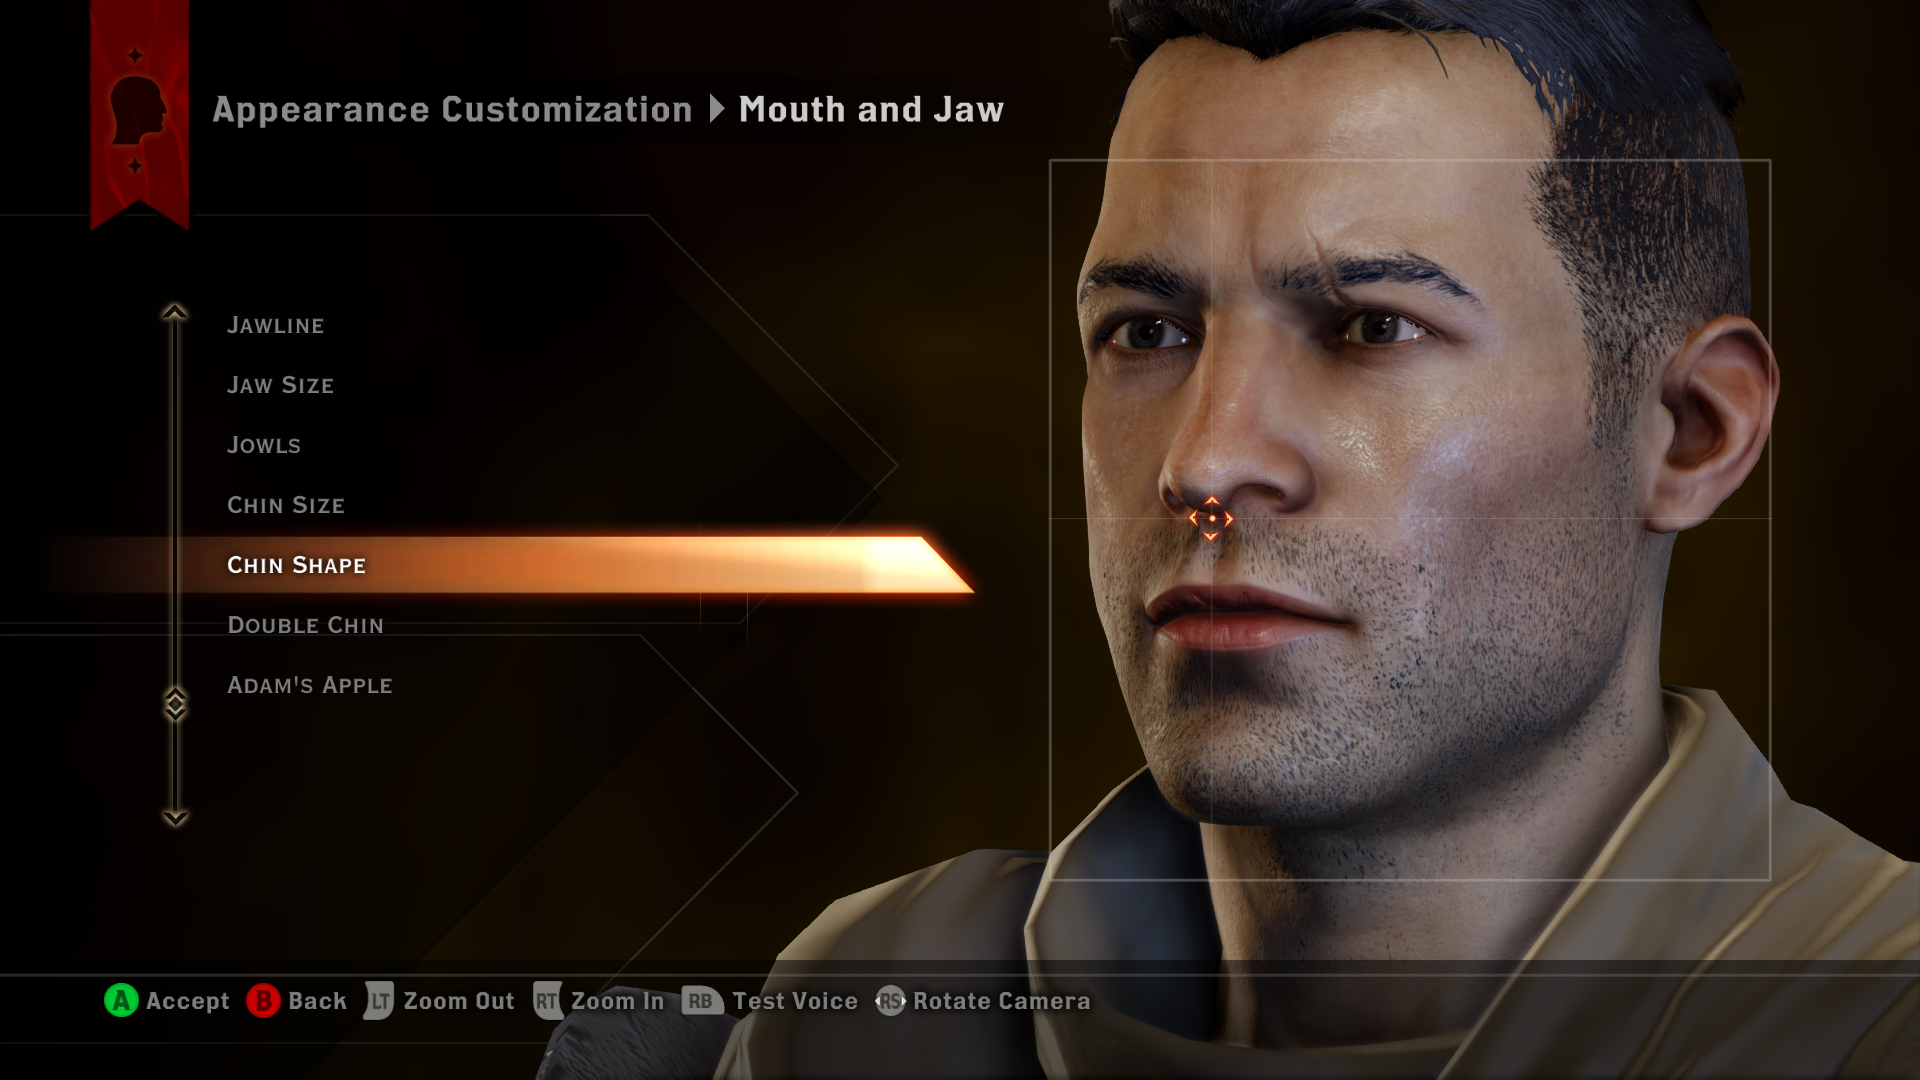 Appearance Customization ▶ Mouth and Jaw
Jawline
Jaw Size
Jowls
Chin Size
Chin Shape
Double Chin
Adam's Apple
A Accept B Back LT Zoom Out RT Zoom In RB Test Voice RS Rotate Camera